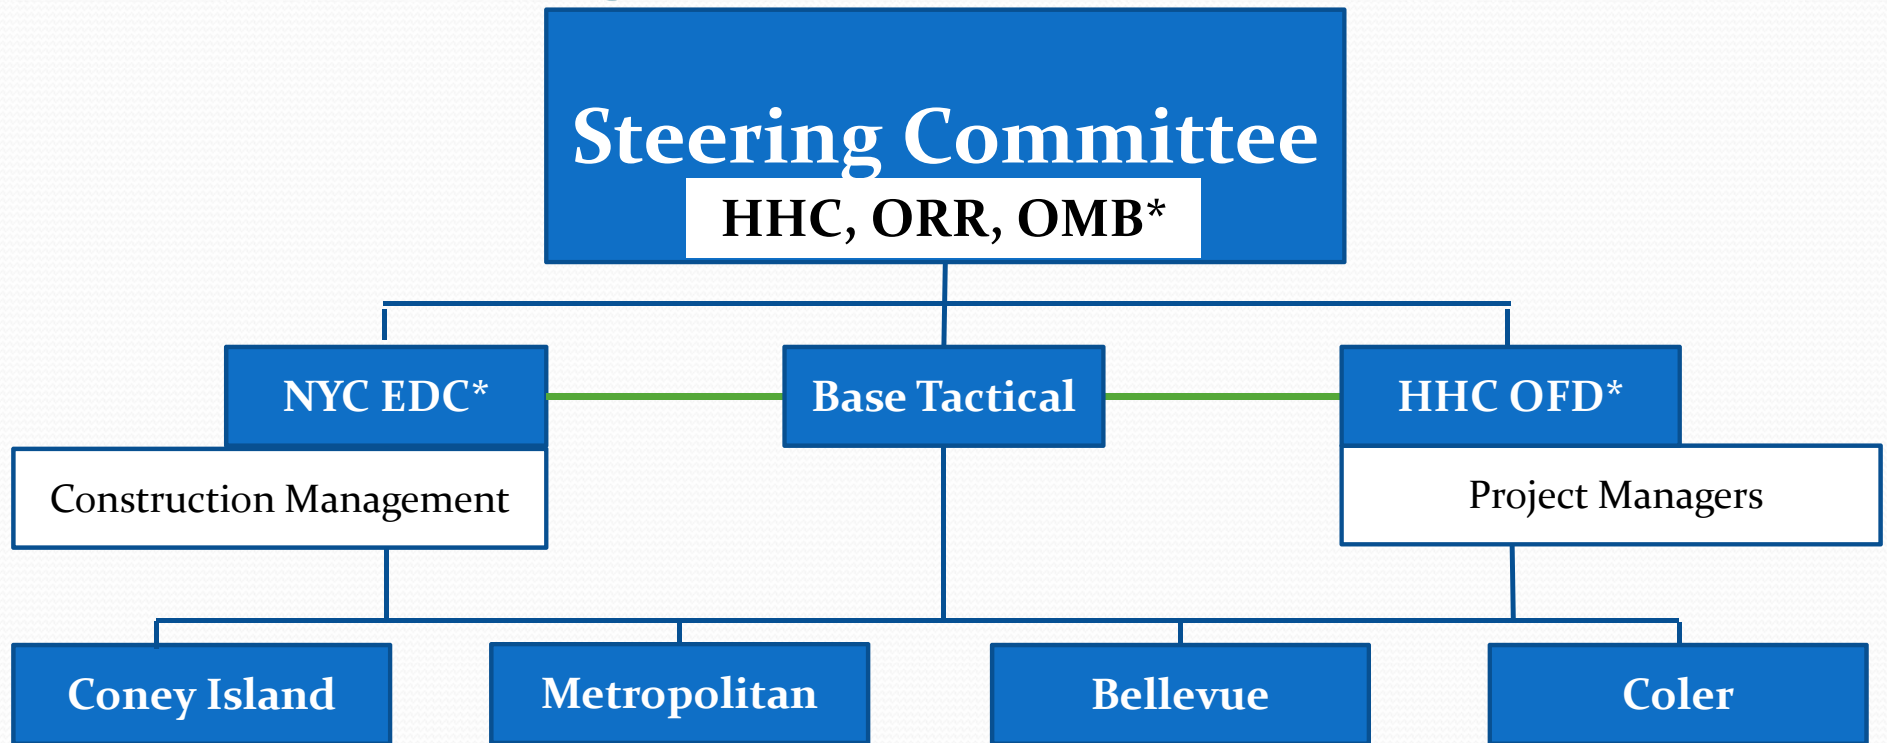 Steering Committee
HHC, ORR, OMB*
NYC EDC*
Base Tactical
HHC OFD*
Construction Management
Project Managers
Coney Island
Metropolitan
Bellevue
Coler